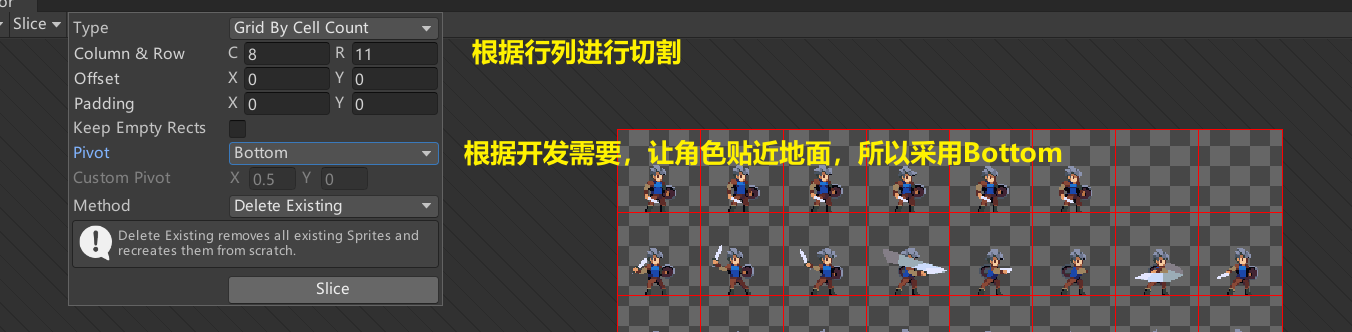 or
Slice
Type Grid By Cell Count
Column & Row C 8 R 11
Offset X 0 Y 0
Padding X 0 Y 0
Keep Empty Rects
Pivot Bottom
Custom Pivot X 0.5 Y 0
Method Delete Existing
Delete Existing removes all existing Sprites and
recreates them from scratch.
Slice
根据行列进行切割
根据开发需要，让角色贴近地面，所以采用Bottom